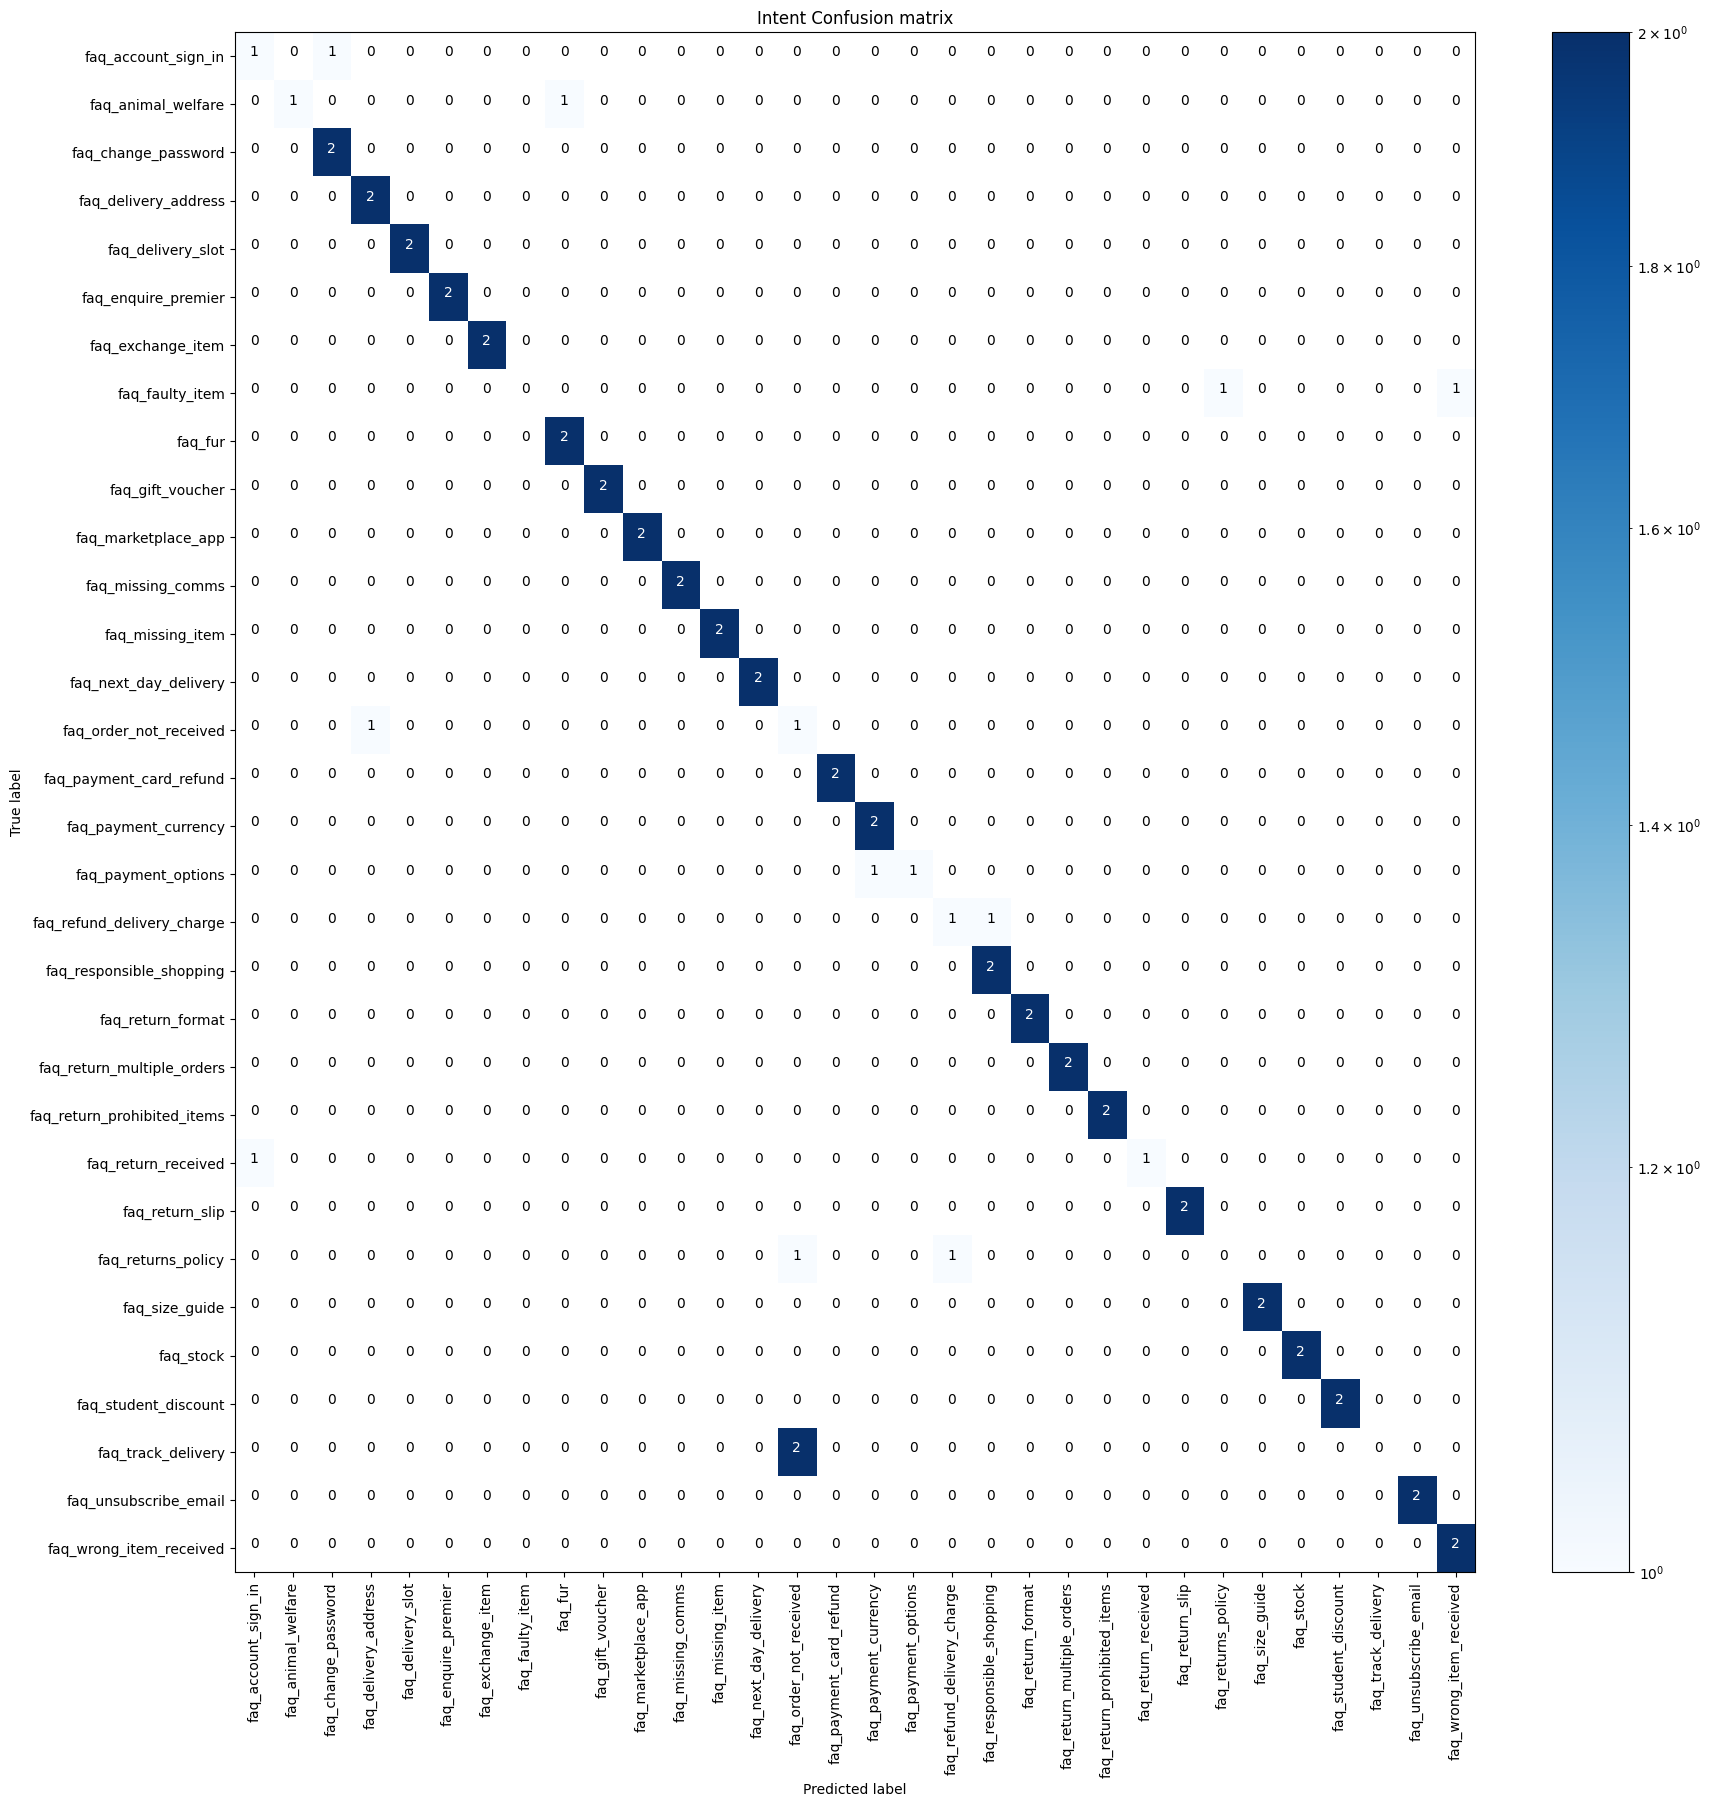 Intent Confusion matrix
faq_account_sign_in 1 0 1 0 0 0 0 0 0 0 0 0 0 0 0 0 0 0 0 0 0 0 0 0 0 0 0 0 0 0 0 0
faq_animal_welfare 0 1 0 0 0 0 0 0 1 0 0 0 0 0 0 0 0 0 0 0 0 0 0 0 0 0 0 0 0 0 0 0
faq_change_password 0 0 2 0 0 0 0 0 0 0 0 0 0 0 0 0 0 0 0 0 0 0 0 0 0 0 0 0 0 0 0 0
faq_delivery_address 0 0 0 2 0 0 0 0 0 0 0 0 0 0 0 0 0 0 0 0 0 0 0 0 0 0 0 0 0 0 0 0
faq_delivery_slot 0 0 0 0 2 0 0 0 0 0 0 0 0 0 0 0 0 0 0 0 0 0 0 0 0 0 0 0 0 0 0 0
faq_enquire_premier 0 0 0 0 0 2 0 0 0 0 0 0 0 0 0 0 0 0 0 0 0 0 0 0 0 0 0 0 0 0 0 0
faq_exchange_item 0 0 0 0 0 0 2 0 0 0 0 0 0 0 0 0 0 0 0 0 0 0 0 0 0 0 0 0 0 0 0 0
faq_faulty_item 0 0 0 0 0 0 0 0 0 0 0 0 0 0 0 0 0 0 0 0 0 0 0 0 0 1 0 0 0 0 0 1
faq_fur 0 0 0 0 0 0 0 0 2 0 0 0 0 0 0 0 0 0 0 0 0 0 0 0 0 0 0 0 0 0 0 0
faq_gift_voucher 0 0 0 0 0 0 0 0 0 2 0 0 0 0 0 0 0 0 0 0 0 0 0 0 0 0 0 0 0 0 0 0
faq_marketplace_app 0 0 0 0 0 0 0 0 0 0 2 0 0 0 0 0 0 0 0 0 0 0 0 0 0 0 0 0 0 0 0 0
faq_missing_comms 0 0 0 0 0 0 0 0 0 0 0 2 0 0 0 0 0 0 0 0 0 0 0 0 0 0 0 0 0 0 0 0
faq_missing_item 0 0 0 0 0 0 0 0 0 0 0 0 2 0 0 0 0 0 0 0 0 0 0 0 0 0 0 0 0 0 0 0
faq_next_day_delivery 0 0 0 0 0 0 0 0 0 0 0 0 0 2 0 0 0 0 0 0 0 0 0 0 0 0 0 0 0 0 0 0
faq_order_not_received 0 0 0 1 0 0 0 0 0 0 0 0 0 0 1 0 0 0 0 0 0 0 0 0 0 0 0 0 0 0 0 0
faq_payment_card_refund 0 0 0 0 0 0 0 0 0 0 0 0 0 0 0 2 0 0 0 0 0 0 0 0 0 0 0 0 0 0 0 0
faq_payment_currency 0 0 0 0 0 0 0 0 0 0 0 0 0 0 0 0 2 0 0 0 0 0 0 0 0 0 0 0 0 0 0 0
faq_payment_options 0 0 0 0 0 0 0 0 0 0 0 0 0 0 0 0 1 1 0 0 0 0 0 0 0 0 0 0 0 0 0 0
faq_refund_delivery_charge 0 0 0 0 0 0 0 0 0 0 0 0 0 0 0 0 0 0 1 1 0 0 0 0 0 0 0 0 0 0 0 0
faq_responsible_shopping 0 0 0 0 0 0 0 0 0 0 0 0 0 0 0 0 0 0 0 2 0 0 0 0 0 0 0 0 0 0 0 0
faq_return_format 0 0 0 0 0 0 0 0 0 0 0 0 0 0 0 0 0 0 0 0 2 0 0 0 0 0 0 0 0 0 0 0
faq_return_multiple_orders 0 0 0 0 0 0 0 0 0 0 0 0 0 0 0 0 0 0 0 0 0 2 0 0 0 0 0 0 0 0 0 0
faq_return_prohibited_items 0 0 0 0 0 0 0 0 0 0 0 0 0 0 0 0 0 0 0 0 0 0 2 0 0 0 0 0 0 0 0 0
faq_return_received 1 0 0 0 0 0 0 0 0 0 0 0 0 0 0 0 0 0 0 0 0 0 0 1 0 0 0 0 0 0 0 0
faq_return_slip 0 0 0 0 0 0 0 0 0 0 0 0 0 0 0 0 0 0 0 0 0 0 0 0 2 0 0 0 0 0 0 0
faq_returns_policy 0 0 0 0 0 0 0 0 0 0 0 0 0 0 1 0 0 0 1 0 0 0 0 0 0 0 0 0 0 0 0 0
faq_size_guide 0 0 0 0 0 0 0 0 0 0 0 0 0 0 0 0 0 0 0 0 0 0 0 0 0 0 2 0 0 0 0 0
faq_stock 0 0 0 0 0 0 0 0 0 0 0 0 0 0 0 0 0 0 0 0 0 0 0 0 0 0 0 2 0 0 0 0
faq_student_discount 0 0 0 0 0 0 0 0 0 0 0 0 0 0 0 0 0 0 0 0 0 0 0 0 0 0 0 0 2 0 0 0
faq_track_delivery 0 0 0 0 0 0 0 0 0 0 0 0 0 0 2 0 0 0 0 0 0 0 0 0 0 0 0 0 0 0 0 0
faq_unsubscribe_email 0 0 0 0 0 0 0 0 0 0 0 0 0 0 0 0 0 0 0 0 0 0 0 0 0 0 0 0 0 0 2 0
faq_wrong_item_received 0 0 0 0 0 0 0 0 0 0 0 0 0 0 0 0 0 0 0 0 0 0 0 0 0 0 0 0 0 0 0 2
True label
faq_account_sign_in
faq_animal_welfare
faq_change_password
faq_delivery_address
faq_delivery_slot
faq_enquire_premier
faq_exchange_item
faq_faulty_item
faq_fur
faq_gift_voucher
faq_marketplace_app
faq_missing_comms
faq_missing_item
faq_next_day_delivery
faq_order_not_received
faq_payment_card_refund
faq_payment_currency
faq_payment_options
faq_refund_delivery_charge
faq_responsible_shopping
faq_return_format
faq_return_multiple_orders
faq_return_prohibited_items
faq_return_received
faq_return_slip
faq_returns_policy
faq_size_guide
faq_stock
faq_student_discount
faq_track_delivery
faq_unsubscribe_email
faq_wrong_item_received
Predicted label
2 × 10⁰
1.8 × 10⁰
1.6 × 10⁰
1.4 × 10⁰
1.2 × 10⁰
10⁰